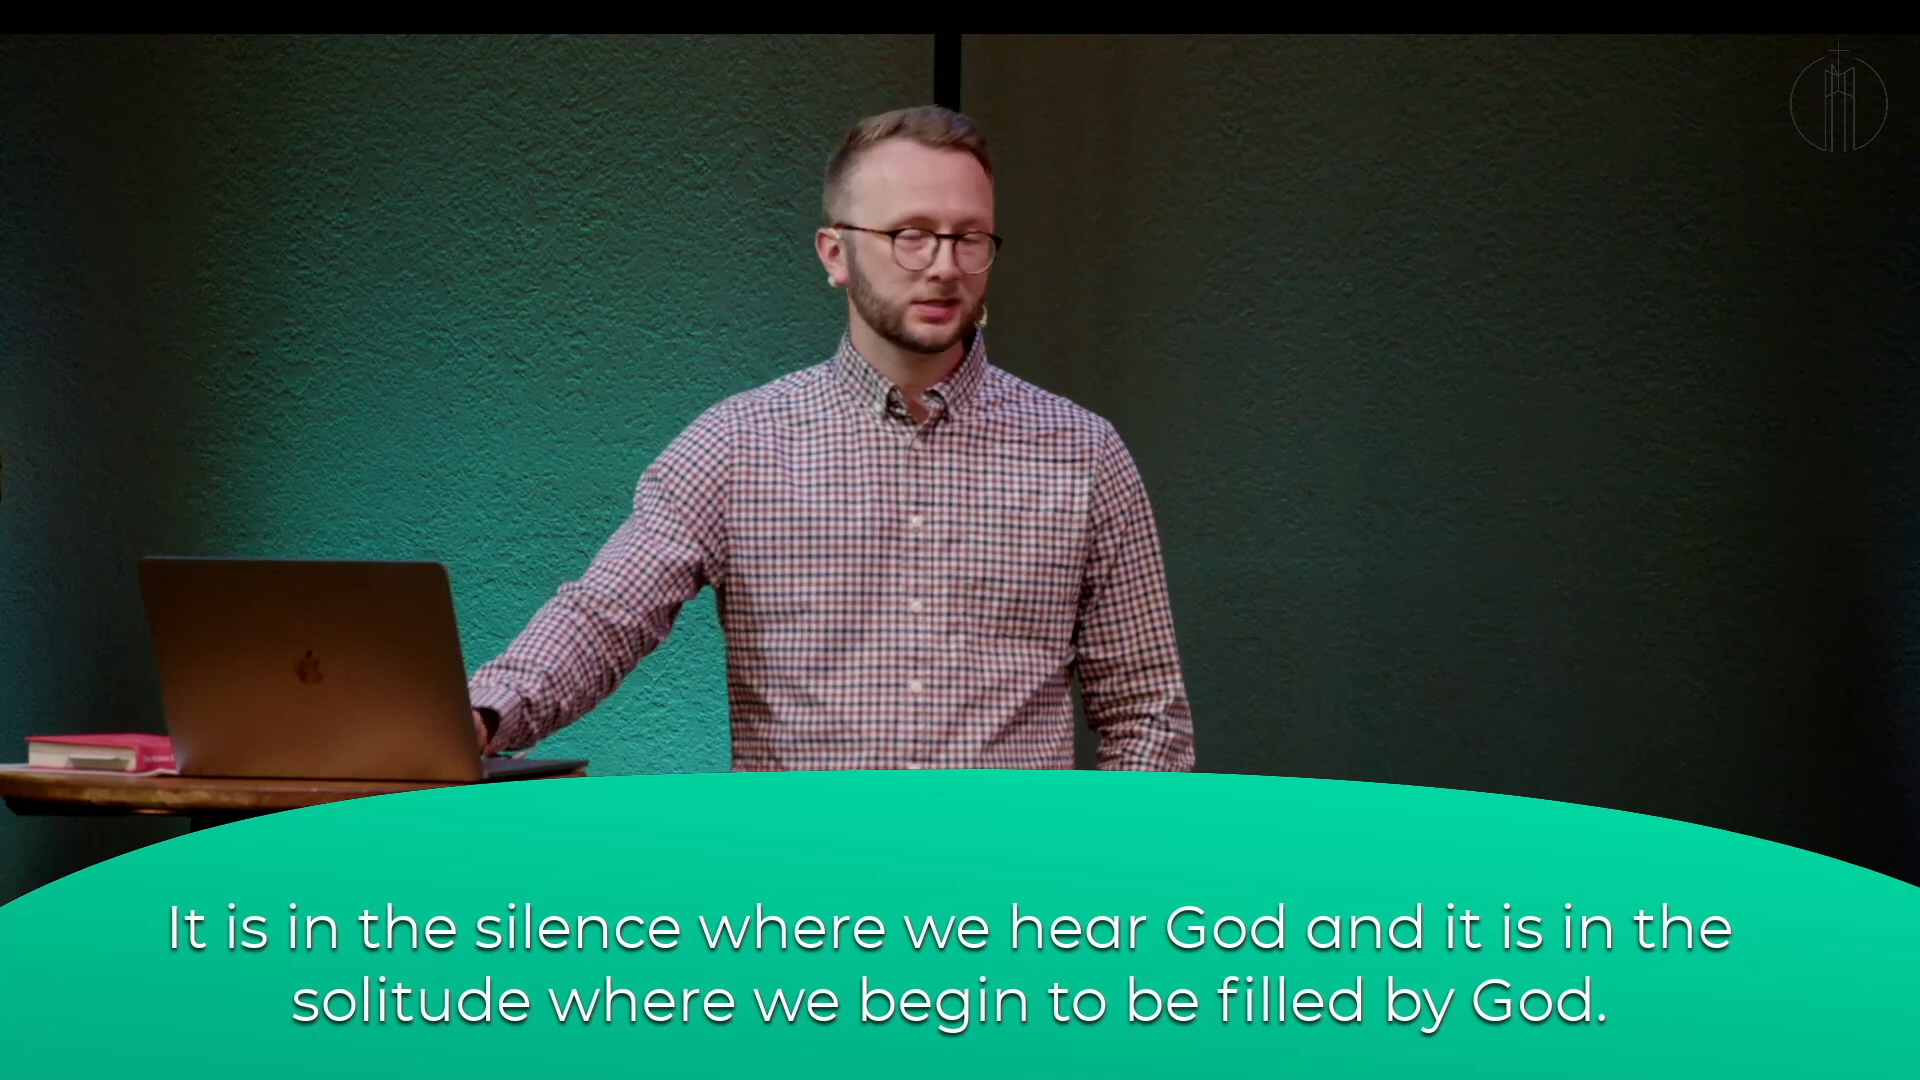 It is in the silence where we hear God and it is in the
solitude where we begin to be filled by God.